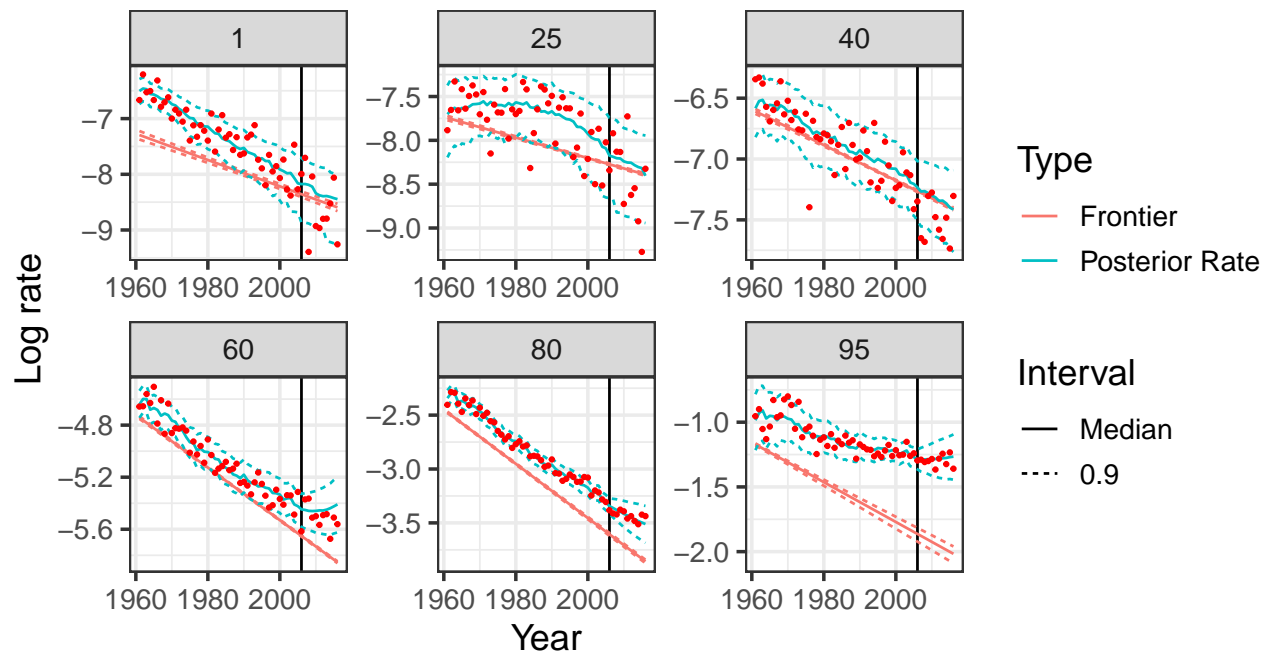 1
25
40
−7
−8
−9
−7.5
−8.0
−8.5
−9.0
−6.5
−7.0
−7.5
1960 1980 2000
1960 1980 2000
1960 1980 2000
60
80
95
−4.8
−5.2
−5.6
−2.5
−3.0
−3.5
−1.0
−1.5
−2.0
1960 1980 2000
1960 1980 2000
1960 1980 2000
Log rate
Year
Type
Frontier
Posterior Rate
Interval
Median
0.9